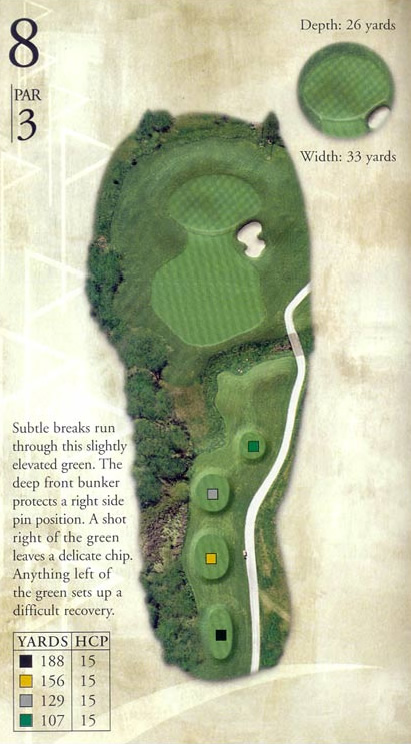 8
PAR
3
Depth: 26 yards
Width: 33 yards
Subtle breaks run
through this slightly
elevated green. The
deep front bunker
protects a right side
pin position. A shot
right of the green
leaves a delicate chip.
Anything left of
the green sets up a
difficult recovery.
YARDS HCP
188 15
156 15
129 15
107 15